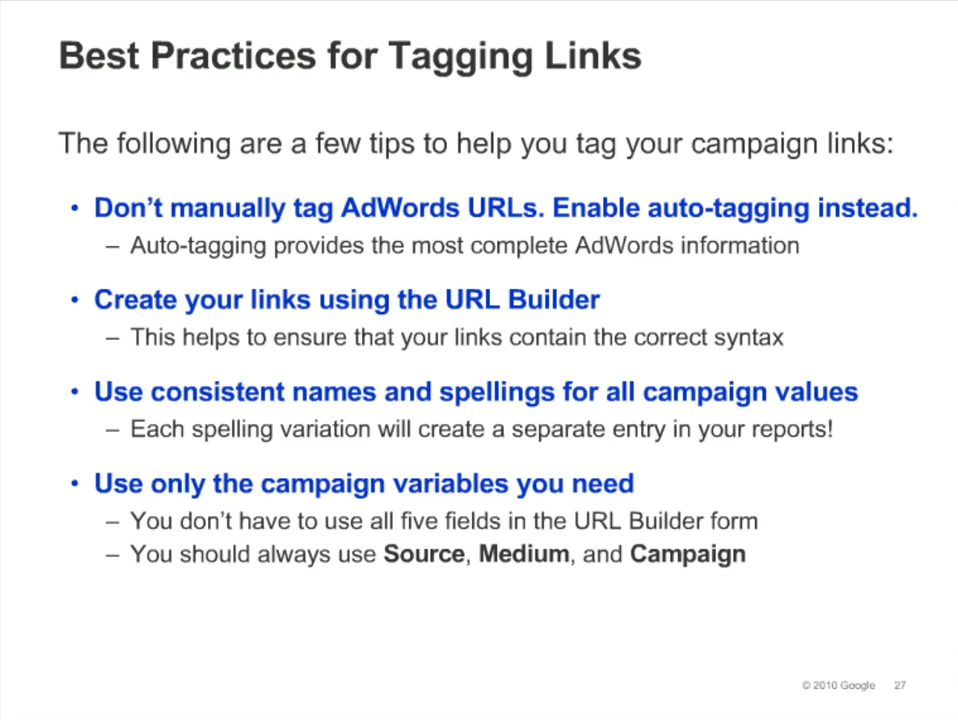 Best Practices for Tagging Links
The following are a few tips to help you tag your campaign links:
• Don’t manually tag AdWords URLs. Enable auto-tagging instead.
– Auto-tagging provides the most complete AdWords information
• Create your links using the URL Builder
– This helps to ensure that your links contain the correct syntax
• Use consistent names and spellings for all campaign values
– Each spelling variation will create a separate entry in your reports!
• Use only the campaign variables you need
– You don’t have to use all five fields in the URL Builder form
– You should always use Source, Medium, and Campaign
© 2010 Google 27